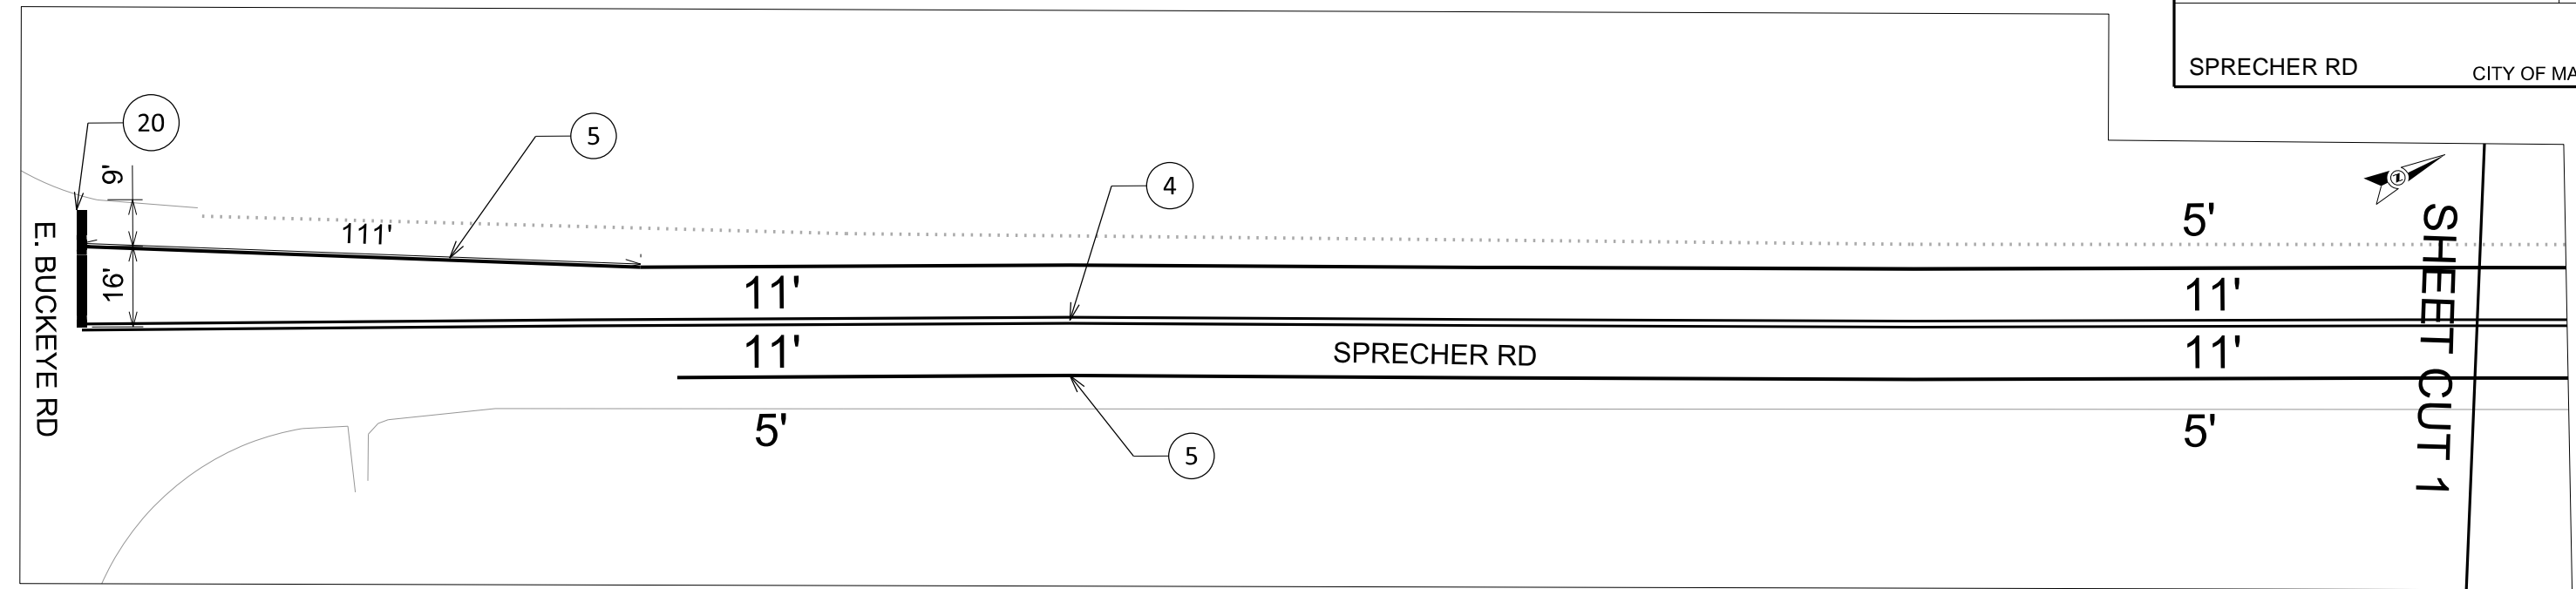 SPRECHER RD
CITY OF MA
20
5
4
9'
111'
16'
E. BUCKEYE RD
11'
11'
5'
SPRECHER RD
5
5'
11'
11'
5'
SHEET CUT 1